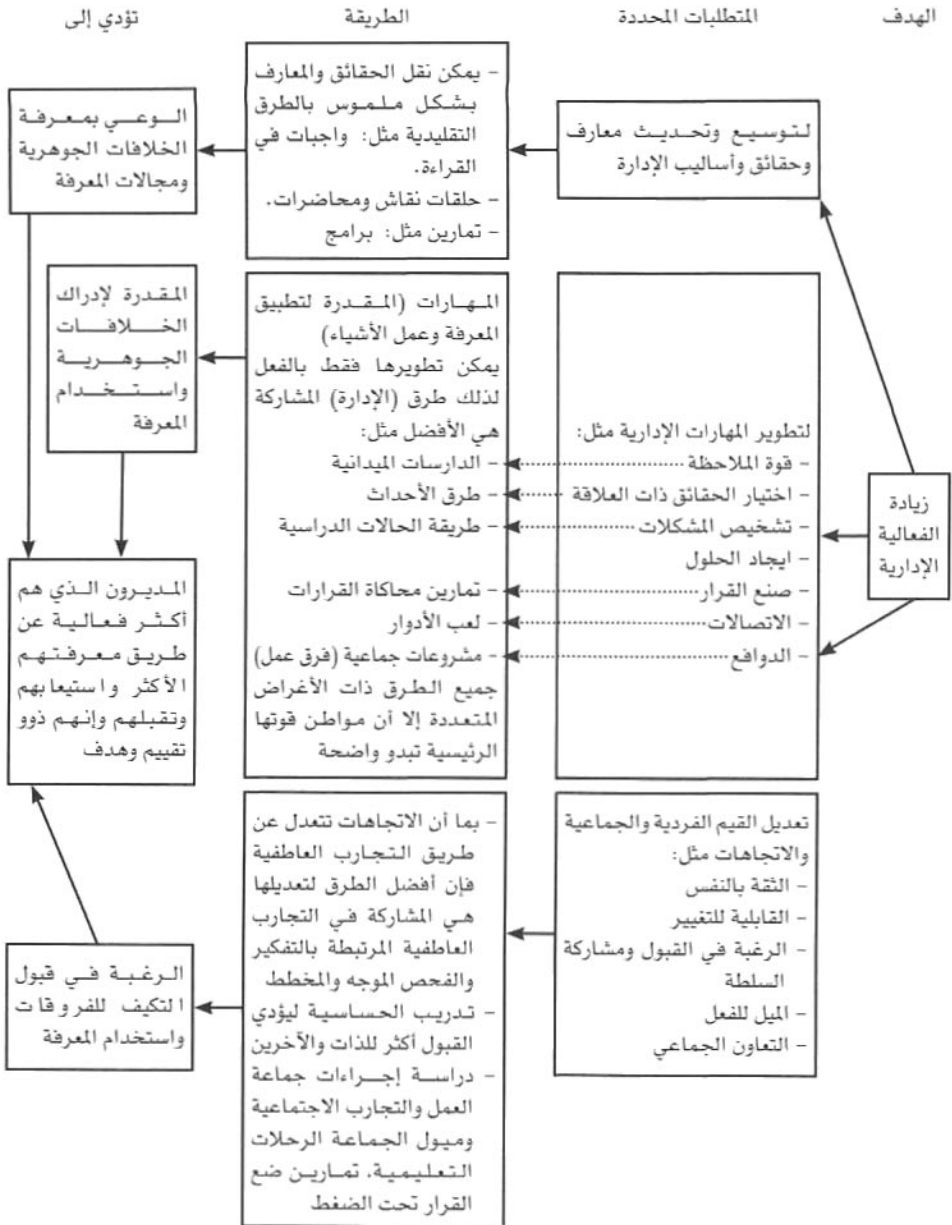 الهدف
المتطلبات المحددة
الطريقة
تؤدي إلى
زيادة
الفعالية
الإدارية
لتوسيع وتحديث معارف
وحقائق وأساليب الإدارة
- يمكن نقل الحقائق والمعارف
بشكل ملموس بالطرق
التقليدية مثل: واجبات في
القراءة.
- حلقات نقاش ومحاضرات.
- تمارين مثل: برامج
الوعي بمعرفة
الخلافات الجوهرية
ومجالات المعرفة
لتطوير المهارات الإدارية مثل:
- قوة الملاحظة
- اختيار الحقائق ذات العلاقة
- تشخيص المشكلات
- ايجاد الحلول
- صنع القرار
- الاتصالات
- الدوافع
المهارات (المقدرة لتطبيق
المعرفة وعمل الأشياء)
يمكن تطويرها فقط بالفعل
لذلك طرق (الإدارة) المشاركة
هي الأفضل مثل:
- الدارسات الميدانية
- طرق الأحداث
- طريقة الحالات الدراسية
- تمارين محاكاة القرارات
- لعب الأدوار
- مشروعات جماعية (فرق عمل)
جميع الطرق ذات الأغراض
المتعددة إلا أن مواطن قوتها
الرئيسية تبدو واضحة
المقدرة لإدراك
الخلافات
الجوهرية
واستخدام
المعرفة
المديرون الذي هم
أكثر فعالية عن
طريق معرفتهم
الأكثر واستيعابهم
وتقبلهم وإنهم ذوو
تقييم وهدف
تعديل القيم الفردية والجماعية
والاتجاهات مثل:
- الثقة بالنفس
- القابلية للتغيير
- الرغبة في القبول ومشاركة
السلطة
- الميل للفعل
- التعاون الجماعي
- بما أن الاتجاهات تتعدل عن
طريق التجارب العاطفية
فإن أفضل الطرق لتعديلها
هي المشاركة في التجارب
العاطفية المرتبطة بالتفكير
والفحص الموجه والمخطط
- تدريب الحساسية ليؤدي
القبول أكثر للذات والآخرين
- دراسة إجراءات جماعة
العمل والتجارب الاجتماعية
وميول الجماعة الرحلات
التعليمية. تمارين ضع
القرار تحت الضغط
الرغبة في قبول
التكيف للفروقات
واستخدام المعرفة